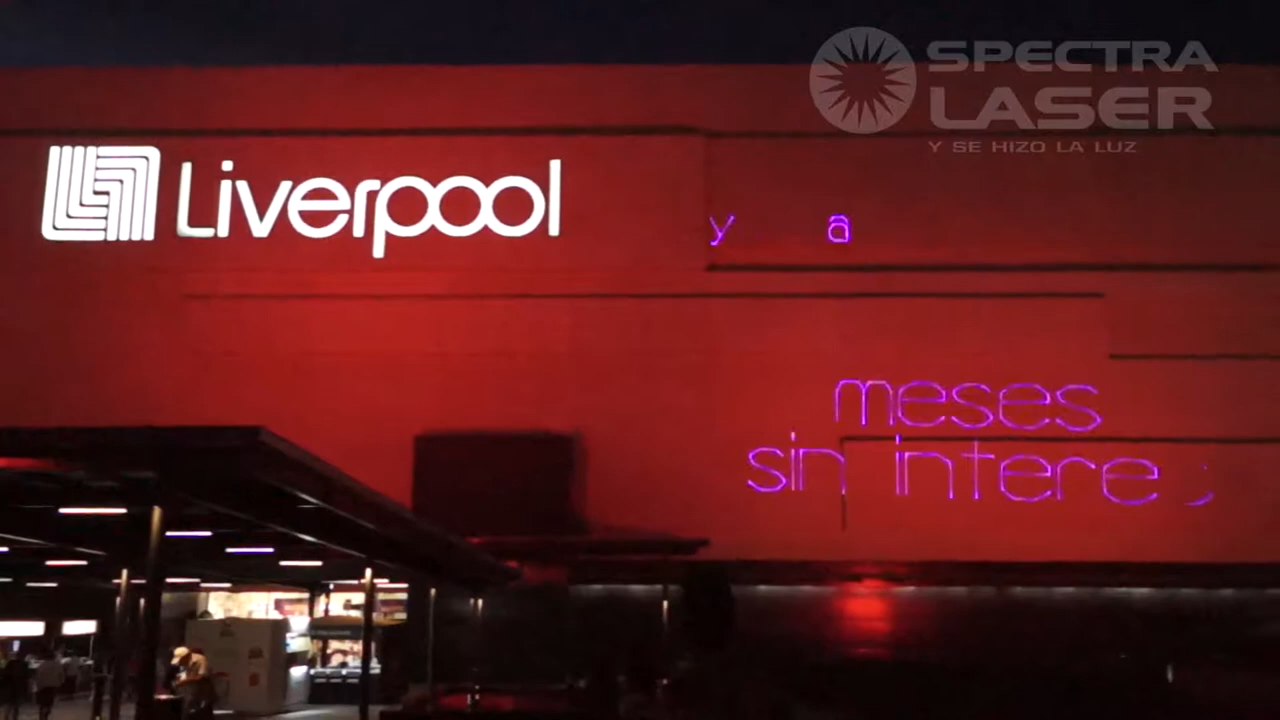 SPECTRA
LASER
Y SE HIZO LA LUZ
Liverpool
y a
meses
sin intere